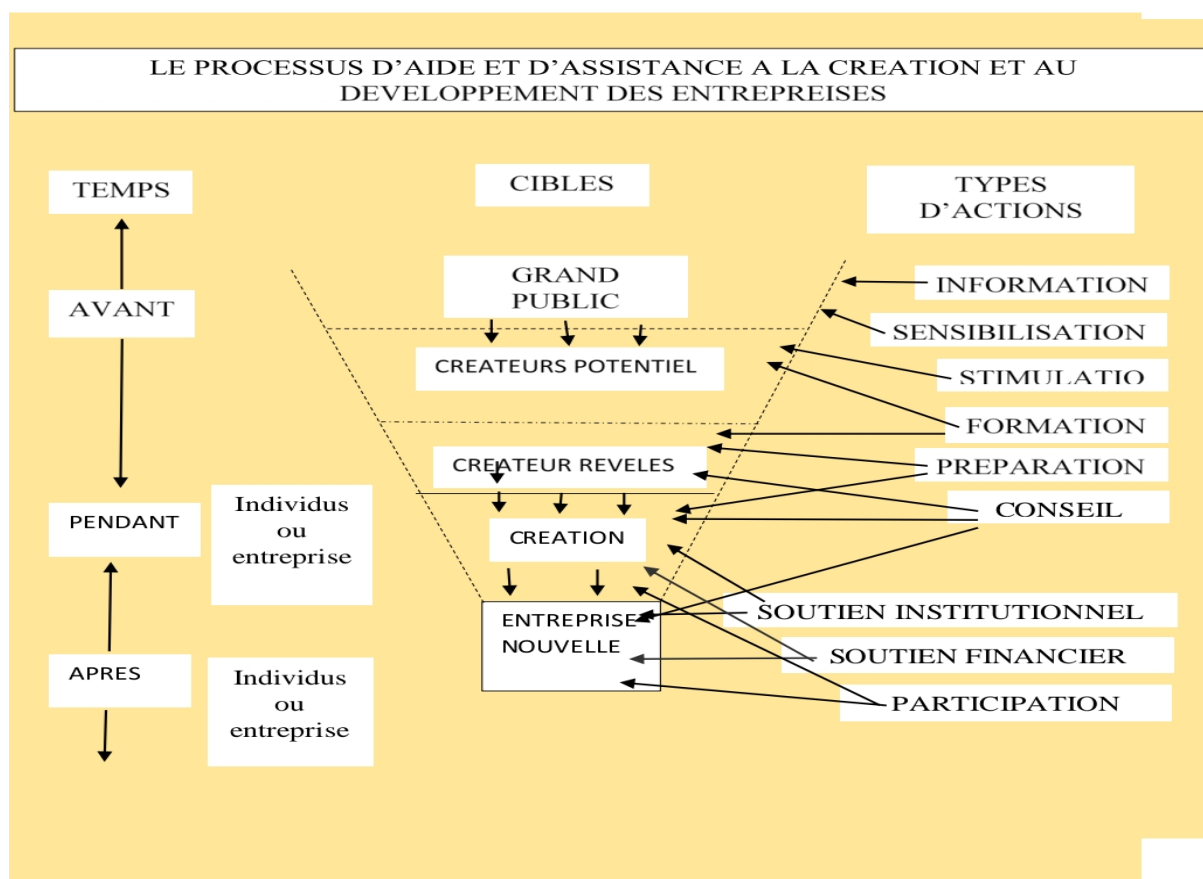 LE PROCESSUS D'AIDE ET D'ASSISTANCE A LA CREATION ET AU
DEVELOPPEMENT DES ENTREPREISES
TEMPS
CIBLES
TYPES
D'ACTIONS
AVANT
GRAND
PUBLIC
INFORMATION
SENSIBILISATION
CREATEURS POTENTIEL
STIMULATIO
FORMATION
CREATEUR REVELES
PREPARATION
PENDANT
Individus
ou
entreprise
CONSEIL
CREATION
ENTREPRISE
NOUVELLE
SOUTIEN INSTITUTIONNEL
SOUTIEN FINANCIER
APRES
Individus
ou
entreprise
PARTICIPATION